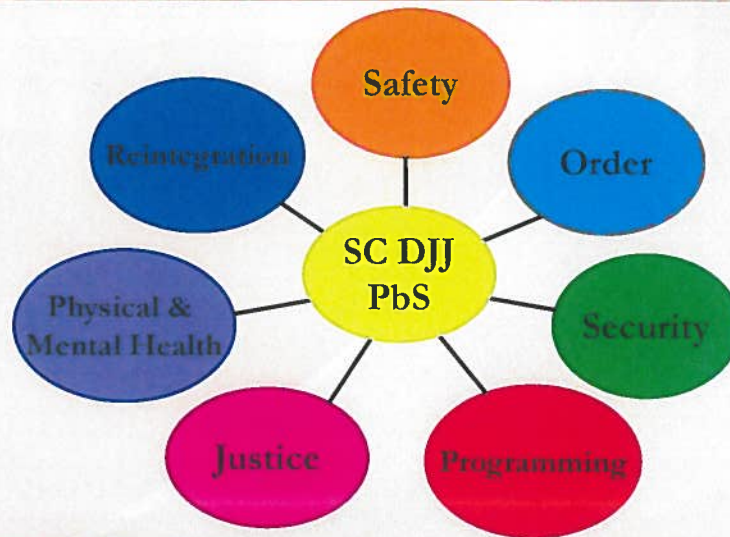 Safety
Reintegration
Order
SC DJJ
PbS
Physical &
Mental Health
Security
Justice
Programming